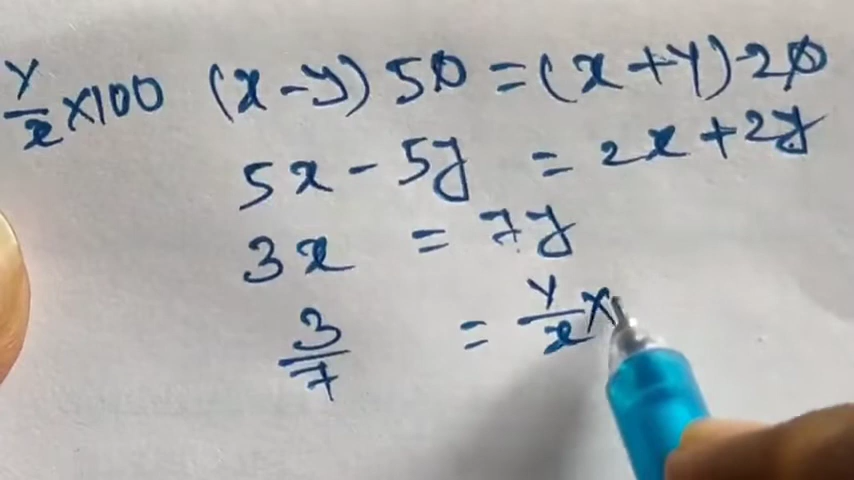 y/x × 100 (x - y) 50 = (x + y) 20
5x - 5y = 2x + 2y
3x = 7y
3/7 = y/x ×